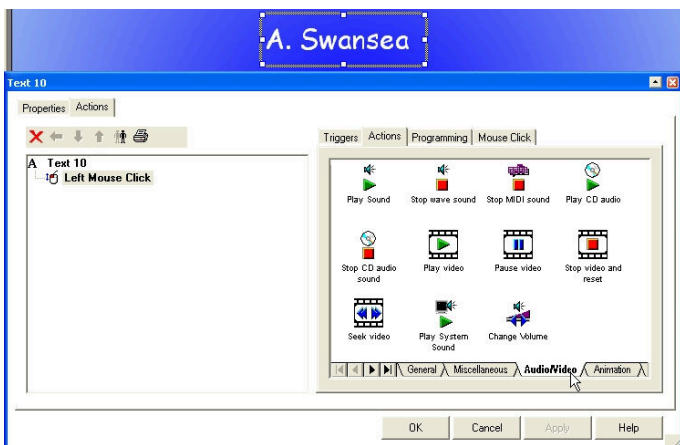 A. Swansea
Text 10
Properties Actions
Triggers Actions Programming Mouse Click
A Text 10
Left Mouse Click
Play Sound Stop wave sound Stop MIDI sound Play CD audio
Stop CD audio sound Play video Pause video Stop video and reset
Seek video Play System Sound Change Volume
General Miscellaneous Audio/Video Animation
OK Cancel Apply Help